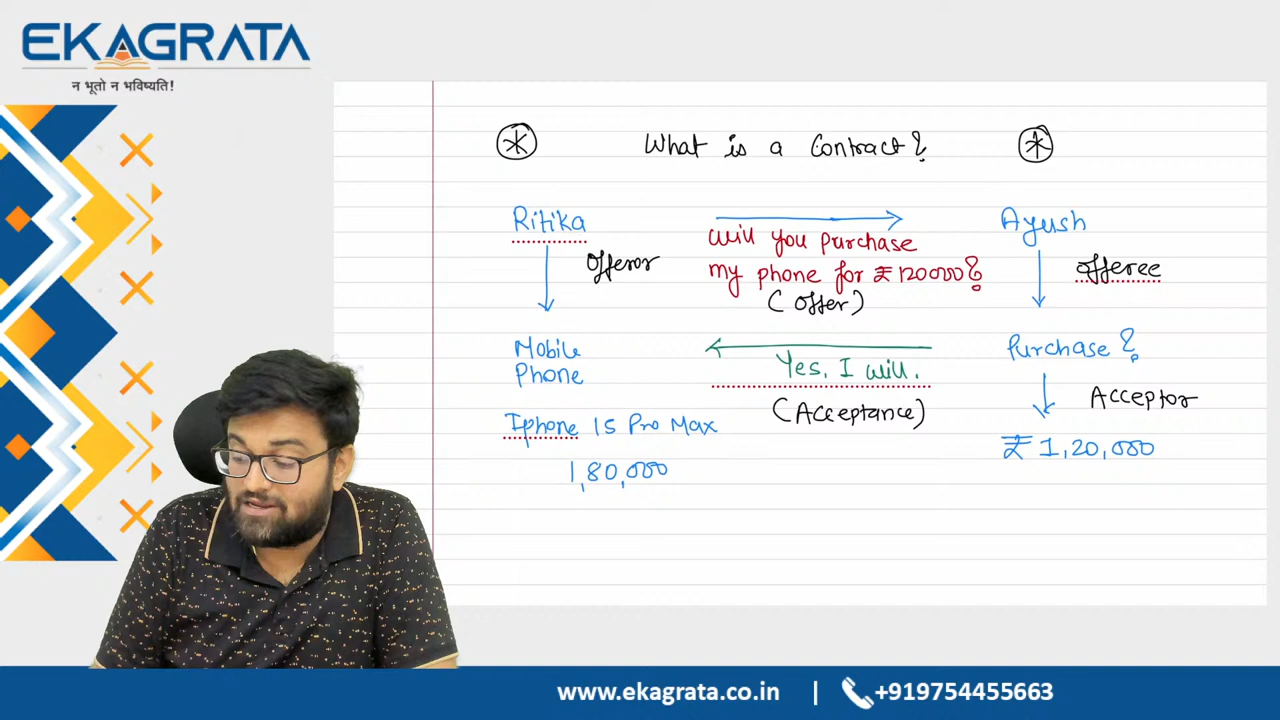 EKAGRATA
न भूतो न भविष्यति!
What is a Contract?
Ritika
Ayush
will you purchase
my phone for ₹ 120000?
(Offer)
Offeror
Offeree
Mobile
Phone
Yes, I will.
(Acceptance)
Purchase?
Acceptor
Iphone 15 Pro Max
1,80,000
₹ 1,20,000
www.ekagrata.co.in | +919754455663